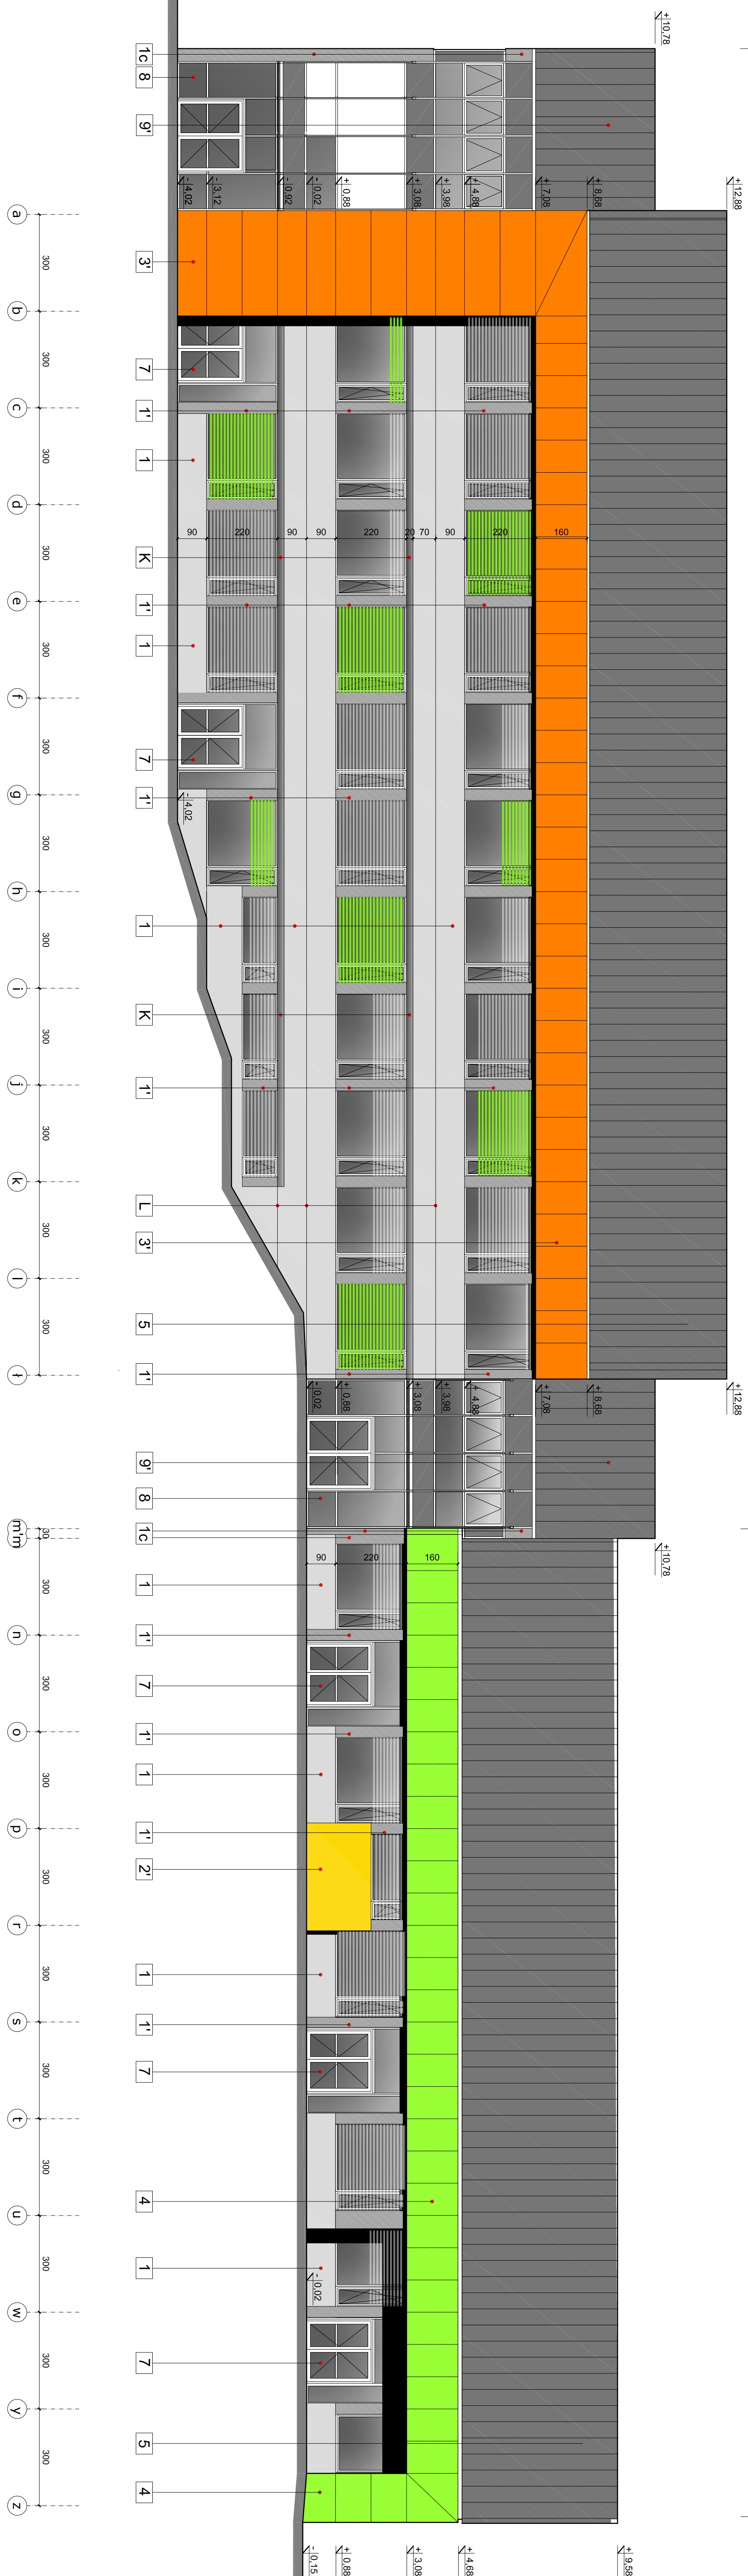 + 12,88 + 12,88
+ 10,78 + 10,78
+ 9,58
+ 8,68 + 8,68
+ 7,08 + 7,08
+ 4,88 + 4,88 + 4,68
+ 3,98 + 3,98
+ 3,08 + 3,08 + 3,08
+ 0,88 + 0,88 + 0,88
- 0,02 - 0,02 - 0,02 - 0,15
- 0,92
- 3,12
- 4,02 - 4,02
160
220
90
70
20
220
90
90
220
90
160
220
90
1c 8 9' 3' 7 1' 1 K 1' 1 7 1' 1 K 1' L 3' 5 1' 9' 8 1c 1 1' 7 1' 1 1' 2' 1 1' 7 4 1 7 5 4
300 300 300 300 300 300 300 300 300 300 300 300 30 300 300 300 300 300 300 300 300 300 300
a b c d e f g h i j k l ł m' m n o p r s t u w y z